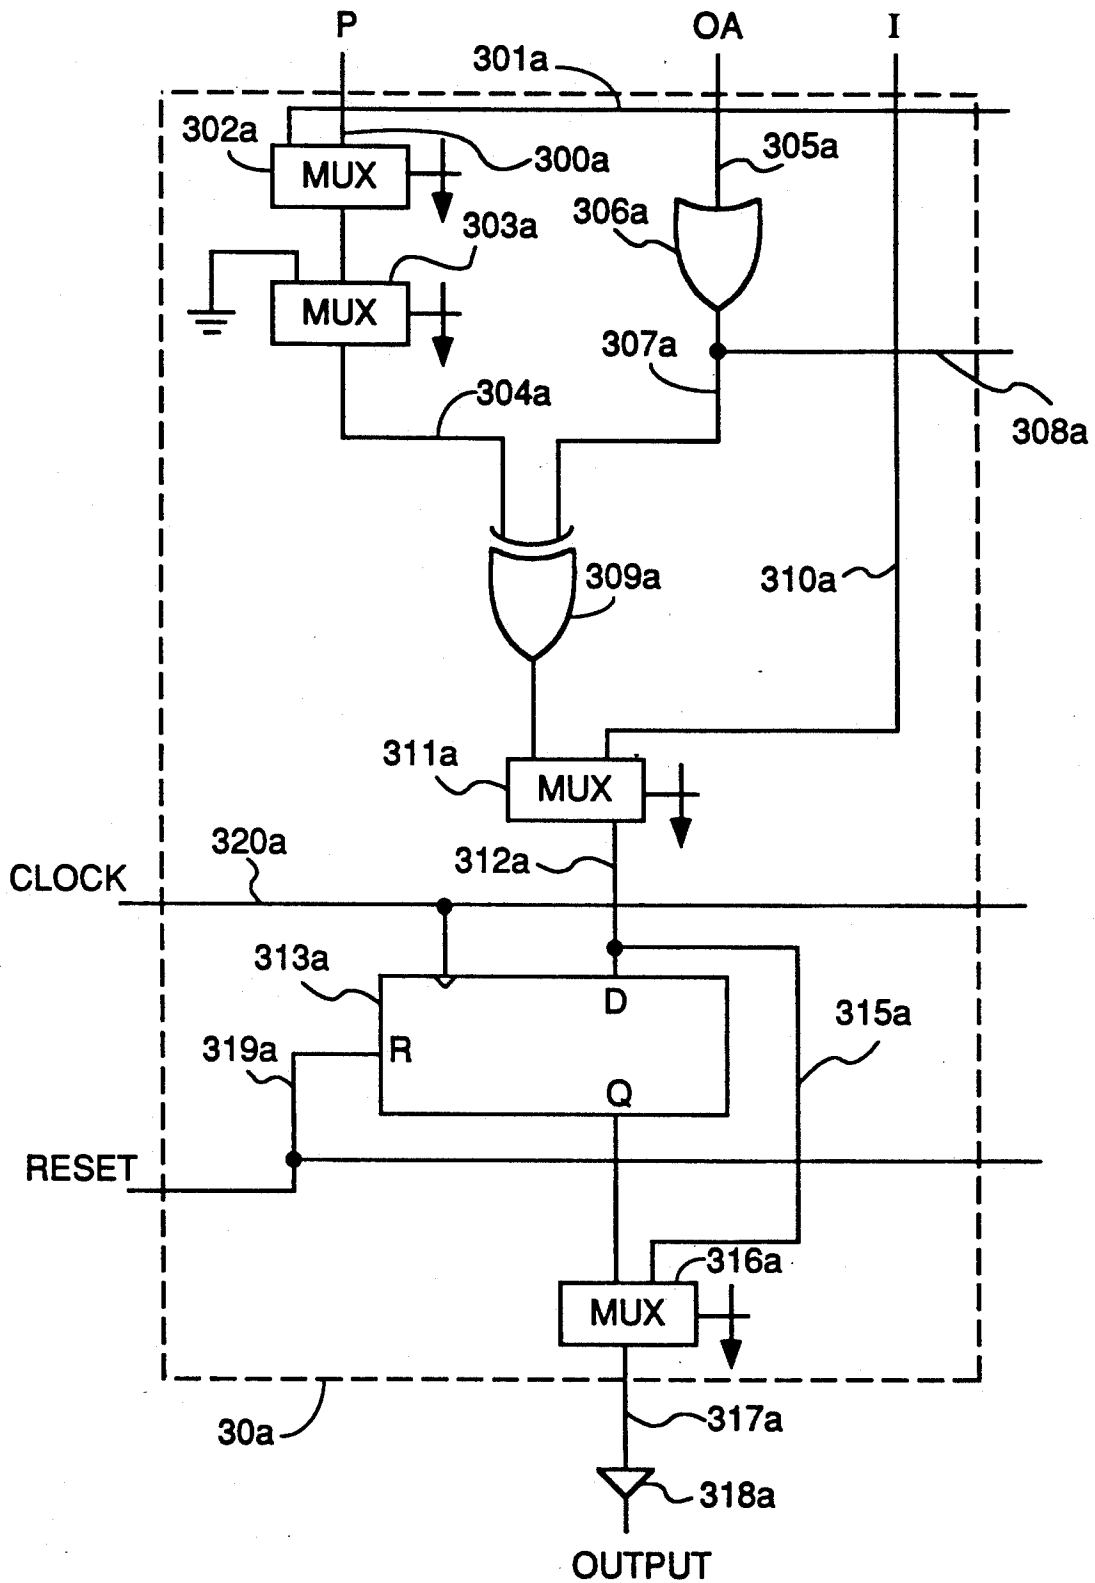 P OA I
301a
302a
MUX
300a
305a
306a
303a
MUX
307a
304a
308a
309a
310a
311a
MUX
320a
312a
CLOCK
313a
D
315a
319a
R
Q
RESET
316a
MUX
30a
317a
318a
OUTPUT